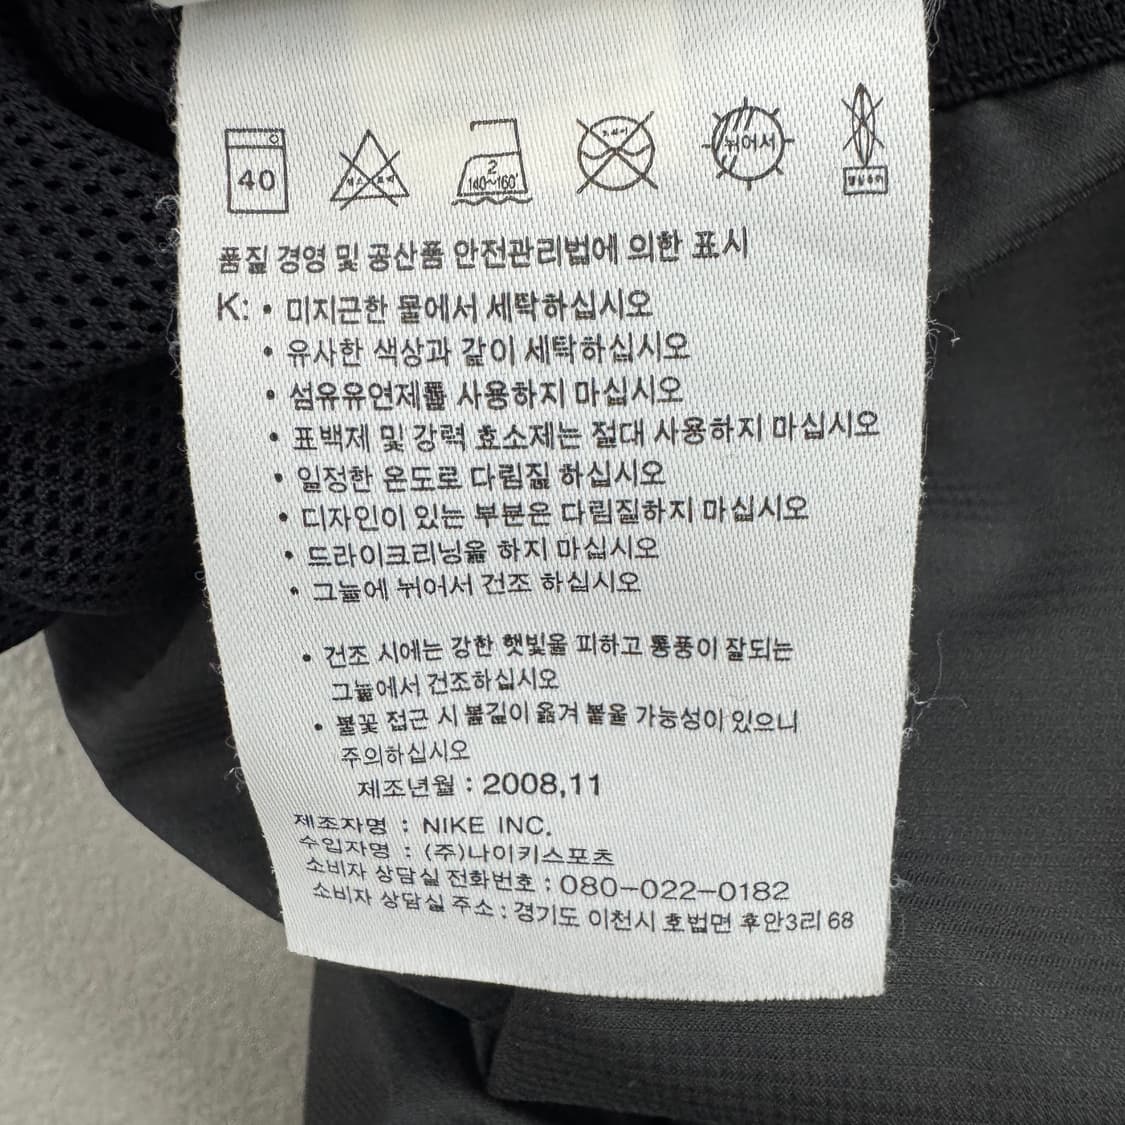 40
2
140~160
뉘어서
품질 경영 및 공산품 안전관리법에 의한 표시
K: • 미지근한 물에서 세탁하십시오
• 유사한 색상과 같이 세탁하십시오
• 섬유유연제를 사용하지 마십시오
• 표백제 및 강력 효소제는 절대 사용하지 마십시오
• 일정한 온도로 다림질 하십시오
• 디자인이 있는 부분은 다림질하지 마십시오
• 드라이크리닝을 하지 마십시오
• 그늘에 뉘어서 건조 하십시오
• 건조 시에는 강한 햇빛을 피하고 통풍이 잘되는
그늘에서 건조하십시오
• 불꽃 접근 시 불길이 옮겨 붙을 가능성이 있으니
주의하십시오
제조년월 : 2008,11
제조자명 : NIKE INC.
수입자명 : (주)나이키스포츠
소비자 상담실 전화번호 : 080-022-0182
소비자 상담실 주소 : 경기도 이천시 호법면 후안3리 68